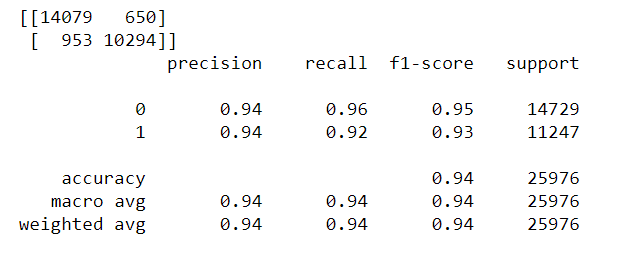 [[14079   650]
 [  953 10294]]
              precision    recall  f1-score   support

           0       0.94      0.96      0.95     14729
           1       0.94      0.92      0.93     11247

    accuracy                           0.94     25976
   macro avg       0.94      0.94      0.94     25976
weighted avg       0.94      0.94      0.94     25976